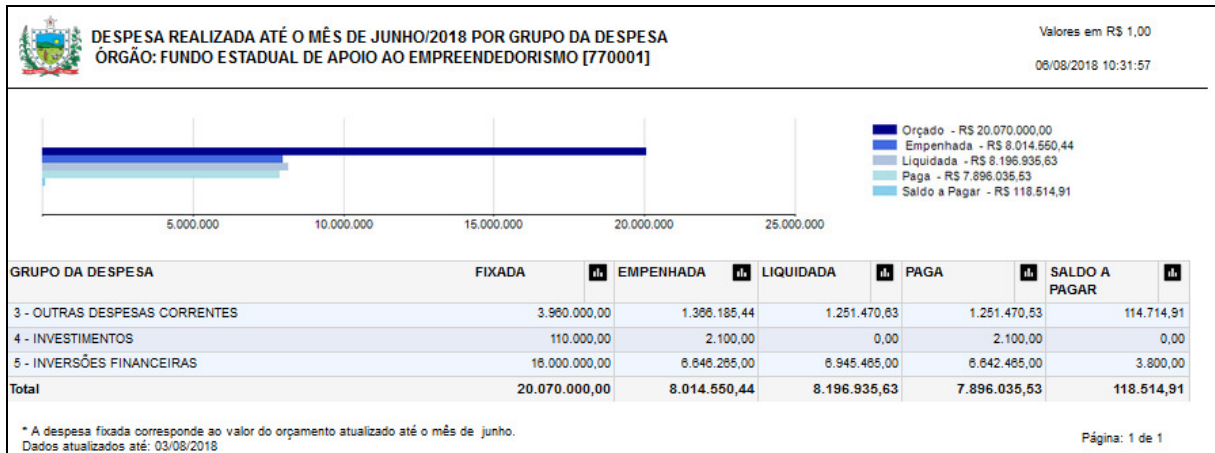 DESPESA REALIZADA ATÉ O MÊS DE JUNHO/2018 POR GRUPO DA DESPESA
ÓRGÃO: FUNDO ESTADUAL DE APOIO AO EMPREENDEDORISMO [770001]
Valores em R$ 1,00
06/08/2018 10:31:57
Orçado - R$ 20.070.000,00
Empenhada - R$ 8.014.550,44
Liquidada - R$ 8.196.935,63
Paga - R$ 7.896.035,53
Saldo a Pagar - R$ 118.514,91
5.000.000 10.000.000 15.000.000 20.000.000 25.000.000
GRUPO DA DESPESA FIXADA EMPENHADA LIQUIDADA PAGA SALDO A PAGAR
3 - OUTRAS DESPESAS CORRENTES 3.960.000,00 1.366.185,44 1.251.470,63 1.251.470,53 114.714,91
4 - INVESTIMENTOS 110.000,00 2.100,00 0,00 2.100,00 0,00
5 - INVERSÕES FINANCEIRAS 16.000.000,00 6.646.265,00 6.945.465,00 6.642.465,00 3.800,00
Total 20.070.000,00 8.014.550,44 8.196.935,63 7.896.035,53 118.514,91
* A despesa fixada corresponde ao valor do orçamento atualizado até o mês de junho.
Dados atualizados até: 03/08/2018
Página: 1 de 1